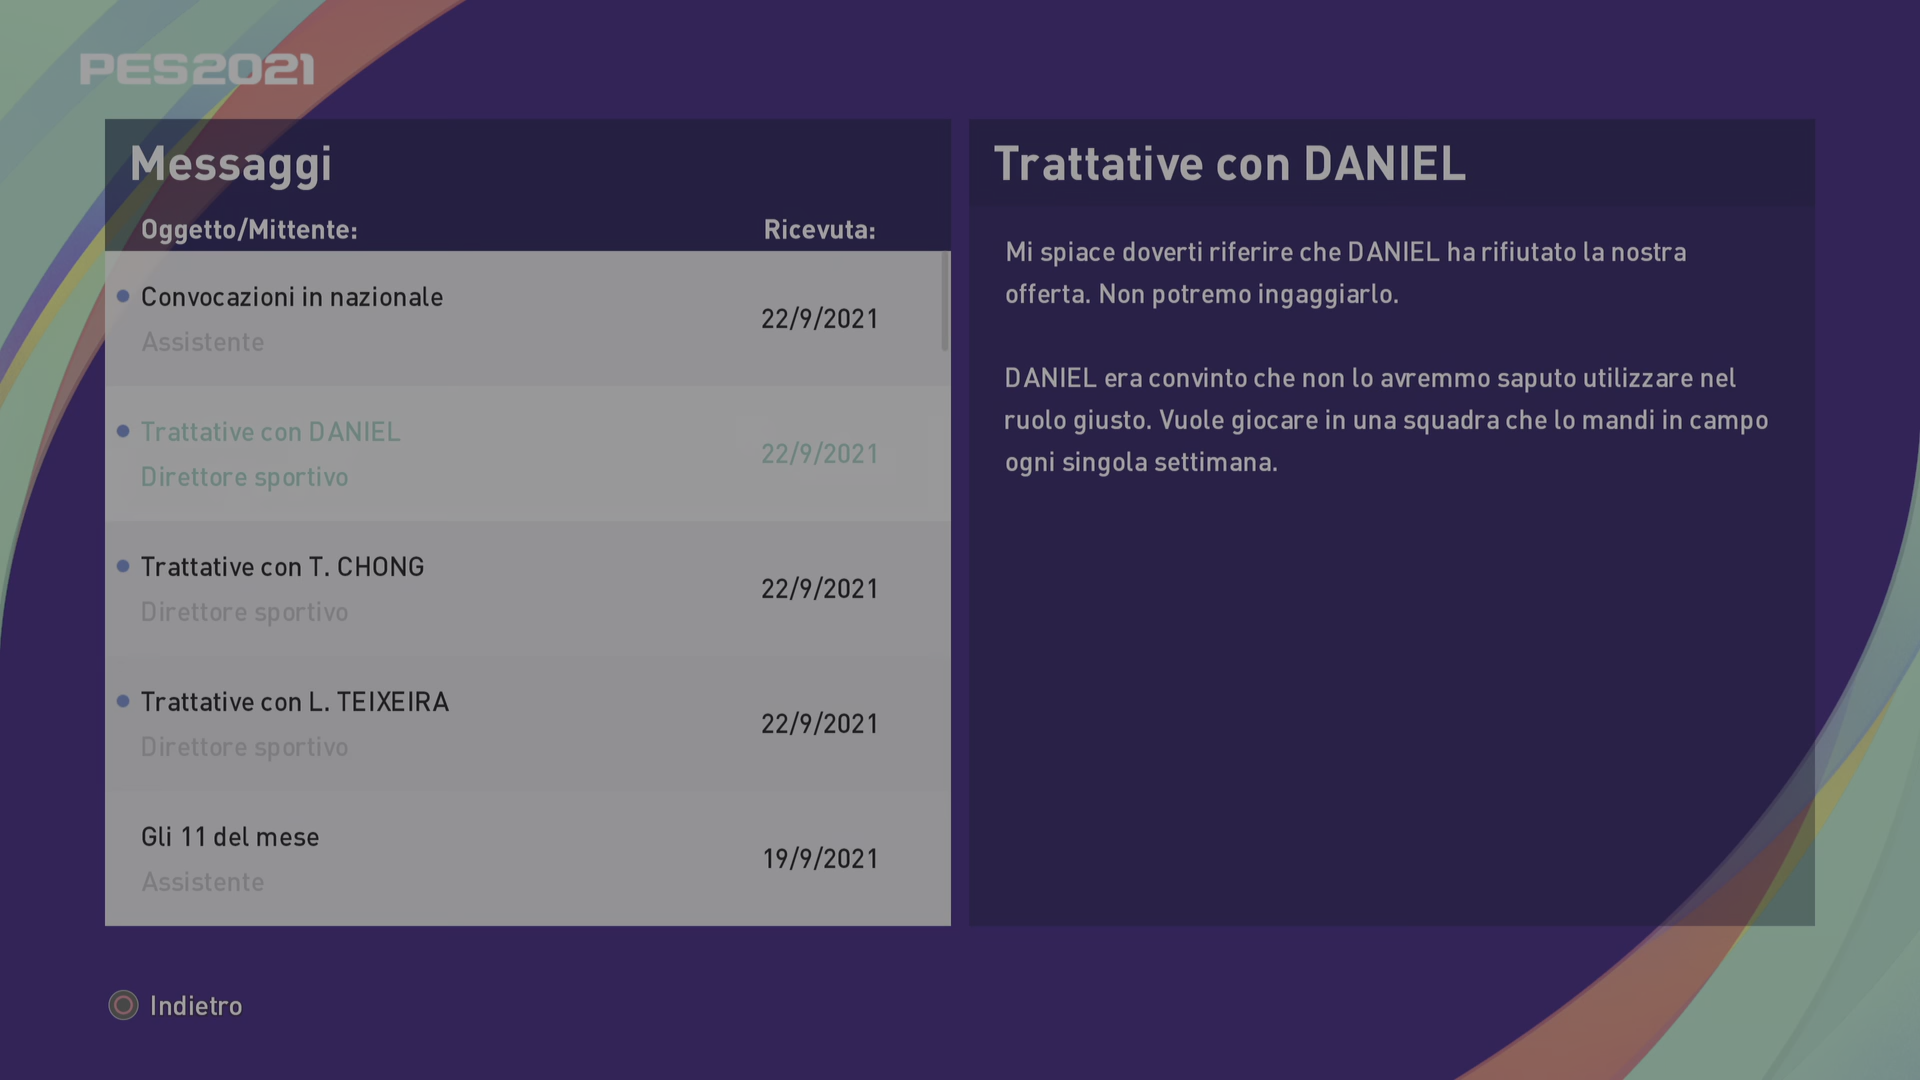 PES2021
Messaggi
Oggetto/Mittente:
Ricevuta:
Convocazioni in nazionale
Assistente
22/9/2021
Trattative con DANIEL
Direttore sportivo
22/9/2021
Trattative con T. CHONG
Direttore sportivo
22/9/2021
Trattative con L. TEIXEIRA
Direttore sportivo
22/9/2021
Gli 11 del mese
Assistente
19/9/2021
Trattative con DANIEL
Mi spiace doverti riferire che DANIEL ha rifiutato la nostra
offerta. Non potremo ingaggiarlo.
DANIEL era convinto che non lo avremmo saputo utilizzare nel
ruolo giusto. Vuole giocare in una squadra che lo mandi in campo
ogni singola settimana.
Indietro